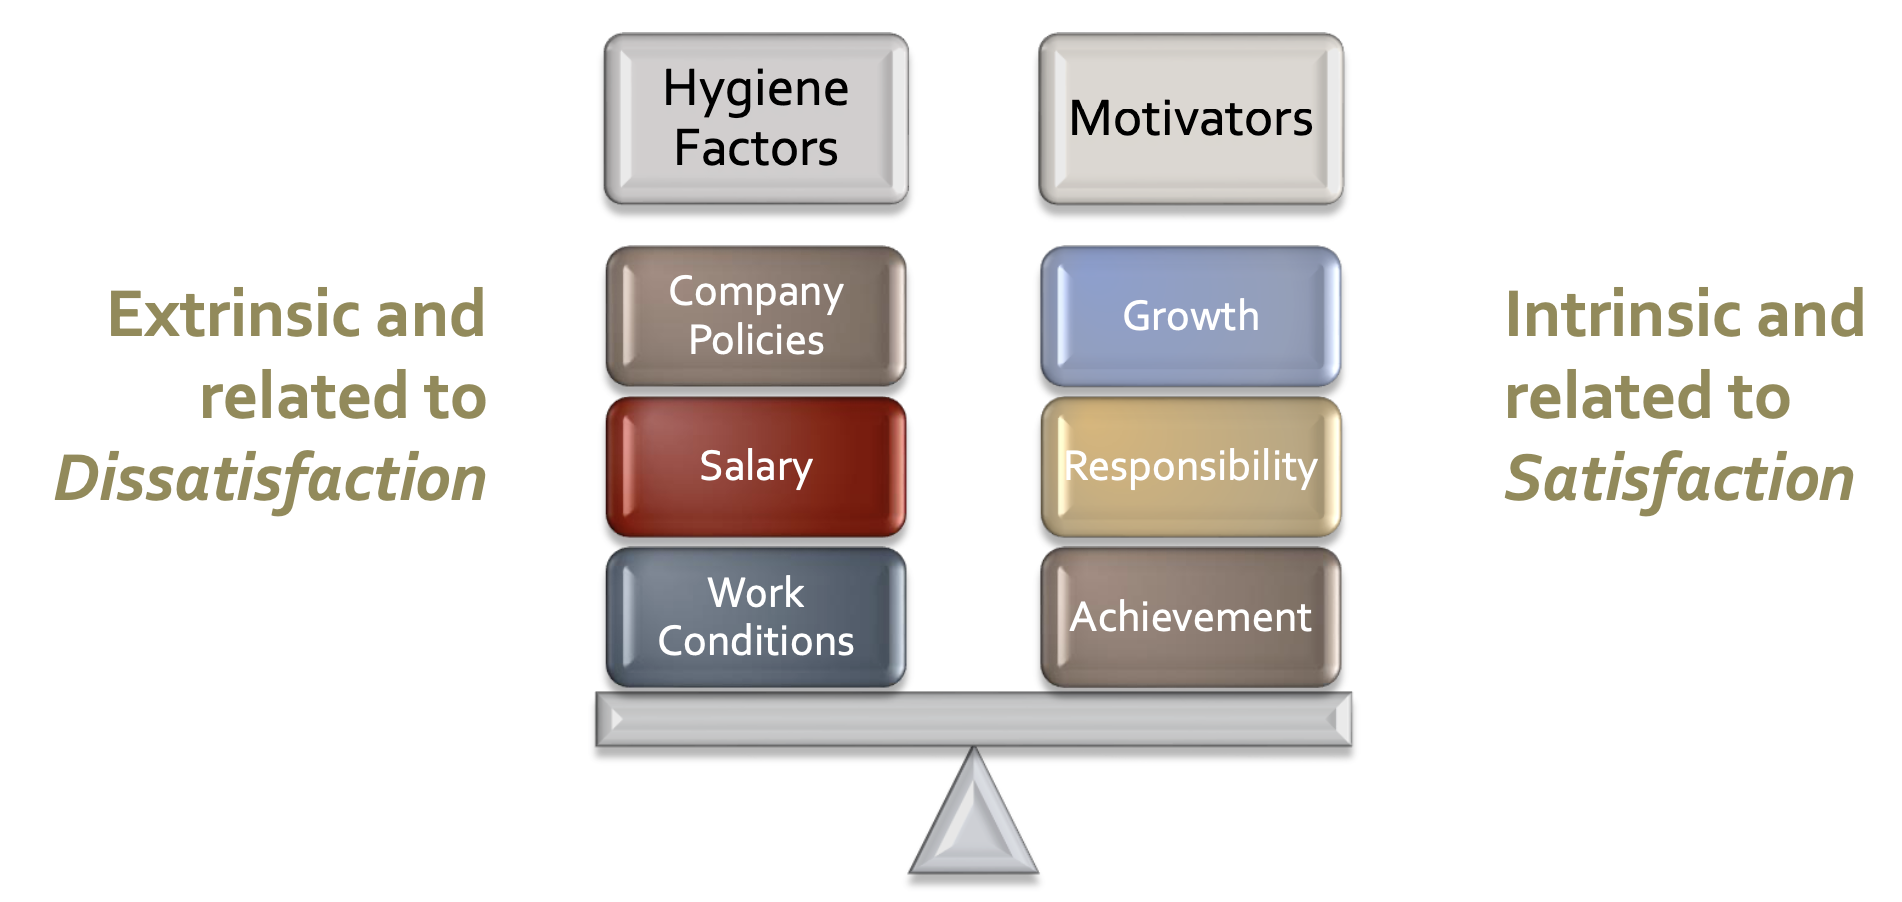 Hygiene
Factors
Motivators
Extrinsic and
related to
Dissatisfaction
Company
Policies
Salary
Work
Conditions
Growth
Responsibility
Achievement
Intrinsic and
related to
Satisfaction